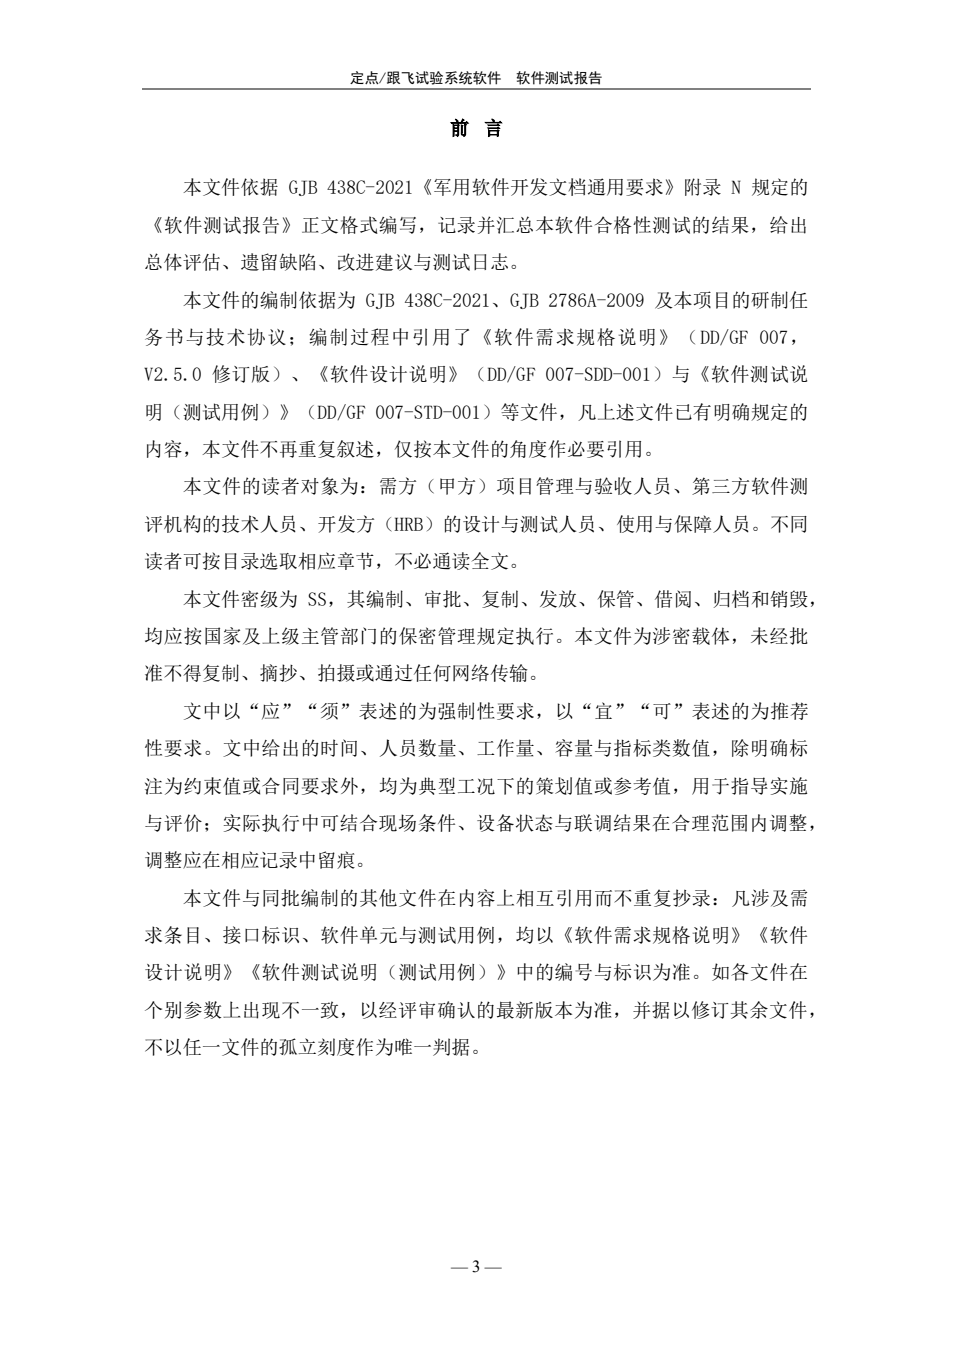 定点/跟飞试验系统软件 软件测试报告
前 言
本文件依据 GJB 438C-2021《军用软件开发文档通用要求》附录 N 规定的
《软件测试报告》正文格式编写，记录并汇总本软件合格性测试的结果，给出
总体评估、遗留缺陷、改进建议与测试日志。
本文件的编制依据为 GJB 438C-2021、GJB 2786A-2009 及本项目的研制任
务书与技术协议；编制过程中引用了《软件需求规格说明》（DD/GF 007，
V2.5.0 修订版）、《软件设计说明》（DD/GF 007-SDD-001）与《软件测试说
明（测试用例）》（DD/GF 007-STD-001）等文件，凡上述文件已有明确规定的
内容，本文件不再重复叙述，仅按本文件的角度作必要引用。
本文件的读者对象为：需方（甲方）项目管理与验收人员、第三方软件测
评机构的技术人员、开发方（HRB）的设计与测试人员、使用与保障人员。不同
读者可按目录选取相应章节，不必通读全文。
本文件密级为 SS，其编制、审批、复制、发放、保管、借阅、归档和销毁，
均应按国家及上级主管部门的保密管理规定执行。本文件为涉密载体，未经批
准不得复制、摘抄、拍摄或通过任何网络传输。
文中以“应”“须”表述的为强制性要求，以“宜”“可”表述的为推荐
性要求。文中给出的时间、人员数量、工作量、容量与指标类数值，除明确标
注为约束值或合同要求外，均为典型工况下的策划值或参考值，用于指导实施
与评价；实际执行中可结合现场条件、设备状态与联调结果在合理范围内调整，
调整应在相应记录中留痕。
本文件与同批编制的其他文件在内容上相互引用而不重复抄录：凡涉及需
求条目、接口标识、软件单元与测试用例，均以《软件需求规格说明》《软件
设计说明》《软件测试说明（测试用例）》中的编号与标识为准。如各文件在
个别参数上出现不一致，以经评审确认的最新版本为准，并据以修订其余文件，
不以任一文件的孤立刻度作为唯一判据。
— 3 —